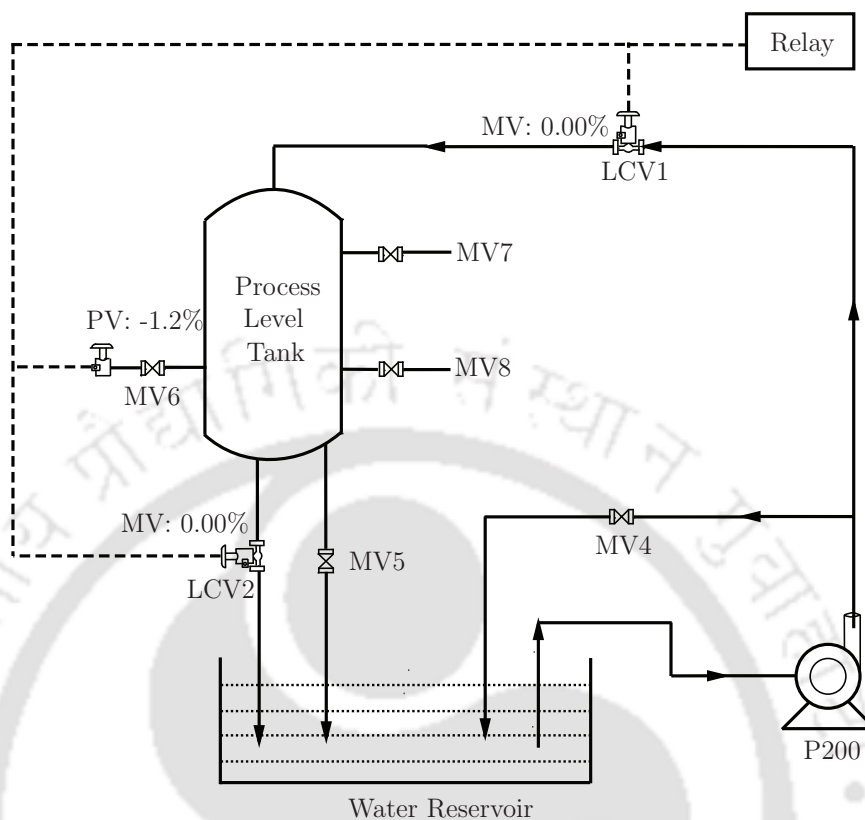 Relay
MV: 0.00%
LCV1
MV7
Process
Level
Tank
PV: -1.2%
MV8
MV6
MV: 0.00%
MV4
MV5
LCV2
P200
Water Reservoir